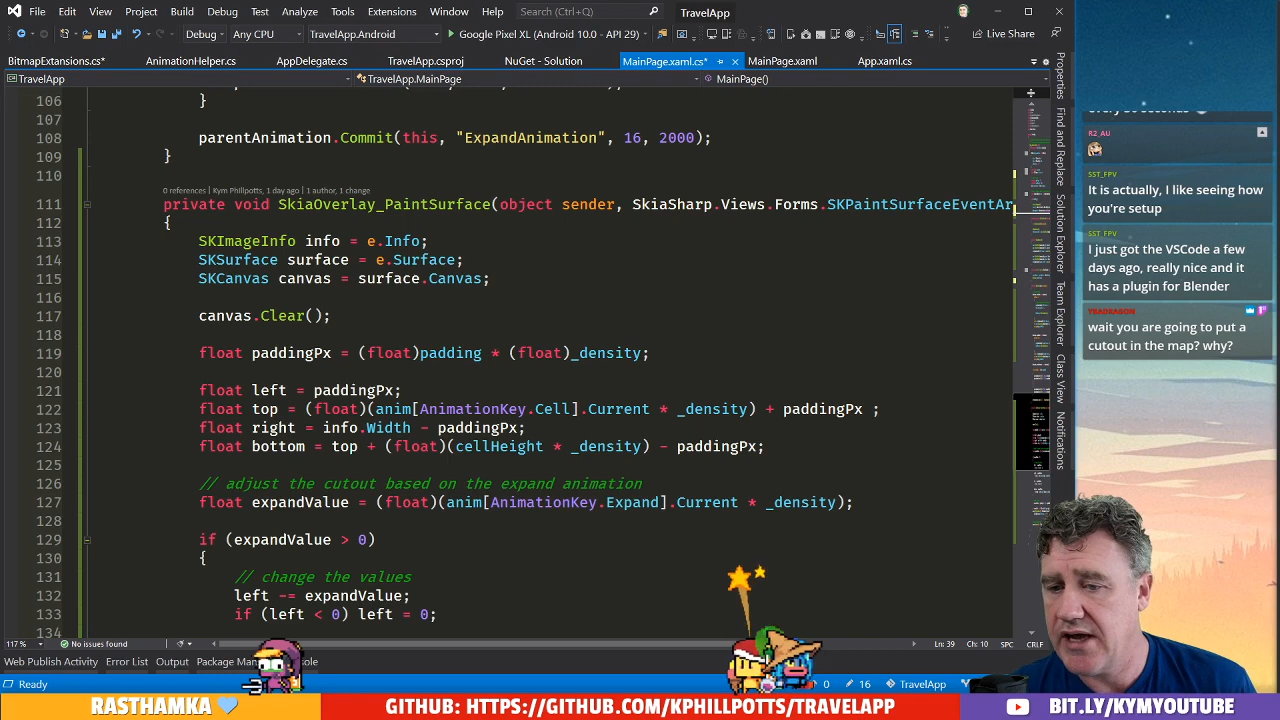 File Edit View Project Build Debug Test Analyze Tools Extensions Window Help Search (Ctrl+Q) TravelApp
Debug Any CPU TravelApp.Android Google Pixel XL (Android 10.0 - API 29) Live Share
BitmapExtansions.cs* AnimationHelper.cs AppDelegate.cs TravelApp.csproj NuGet - Solution MainPage.xaml.cs* MainPage.xaml App.xaml.cs
TravelApp TravelApp.MainPage MainPage()
106 }
107
108 parentAnimation.Commit(this, "ExpandAnimation", 16, 2000);
109 }
110
0 references | Kym Phillpotts, 1 day ago | 1 author, 1 change
111 private void SkiaOverlay_PaintSurface(object sender, SkiaSharp.Views.Forms.SKPaintSurfaceEventAr
112 {
113 SKImageInfo info = e.Info;
114 SKSurface surface = e.Surface;
115 SKCanvas canvas = surface.Canvas;
116
117 canvas.Clear();
118
119 float paddingPx = (float)padding * (float)_density;
120
121 float left = paddingPx;
122 float top = (float)(anim[AnimationKey.Cell].Current * _density) + paddingPx ;
123 float right = info.Width - paddingPx;
124 float bottom = top + (float)(cellHeight * _density) - paddingPx;
125
126 // adjust the cutout based on the expand animation
127 float expandValue = (float)(anim[AnimationKey.Expand].Current * _density);
128
129 if (expandValue > 0)
130 {
131 // change the values
132 left -= expandValue;
133 if (left < 0) left = 0;
134
117 % No issues found Ln: 39 Ch: 10 SPC CRLF
Web Publish Activity Error List Output Package Man
Ready 0 16 TravelApp
Properties
Find and Replace
Solution Explorer
Team Explorer
Class View
Notifications
R2_AU
SST_FPV
It is actually, I like seeing how
you're setup
SST_FPV
I just got the VSCode a few
days ago, really nice and it
has a plugin for Blender
wait you are going to put a
cutout in the map? why?
RASTHAMKA GITHUB: HTTPS://GITHUB.COM/KPHILLPOTTS/TRAVELAPP BIT.LY/KYMYOUTUBE